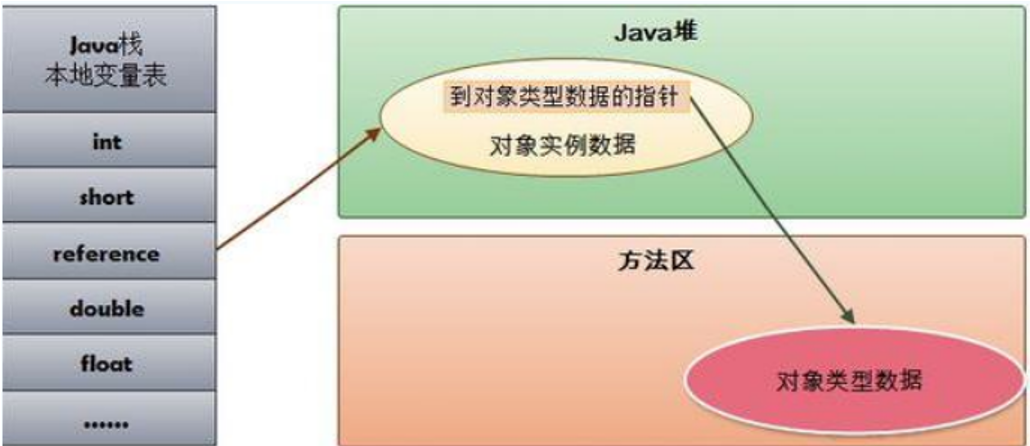 Java栈
本地变量表
int
short
reference
double
float
......
Java堆
到对象类型数据的指针
对象实例数据
方法区
对象类型数据